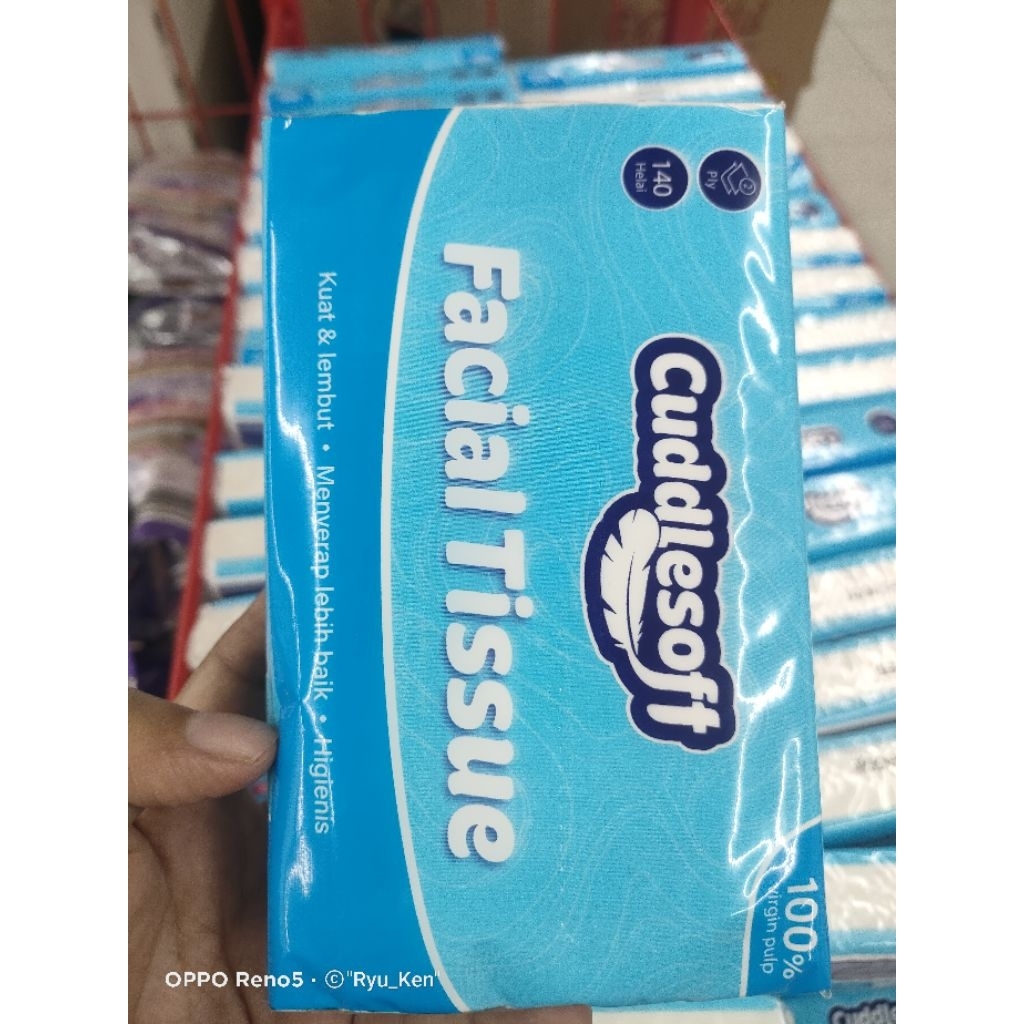 2
Ply
140
Helai
Cuddlesoft
100%
virgin pulp
Facial Tissue
Kuat & lembut • Menyerap lebih baik • Higienis
OPPO Reno5 · ©"Ryu_Ken"